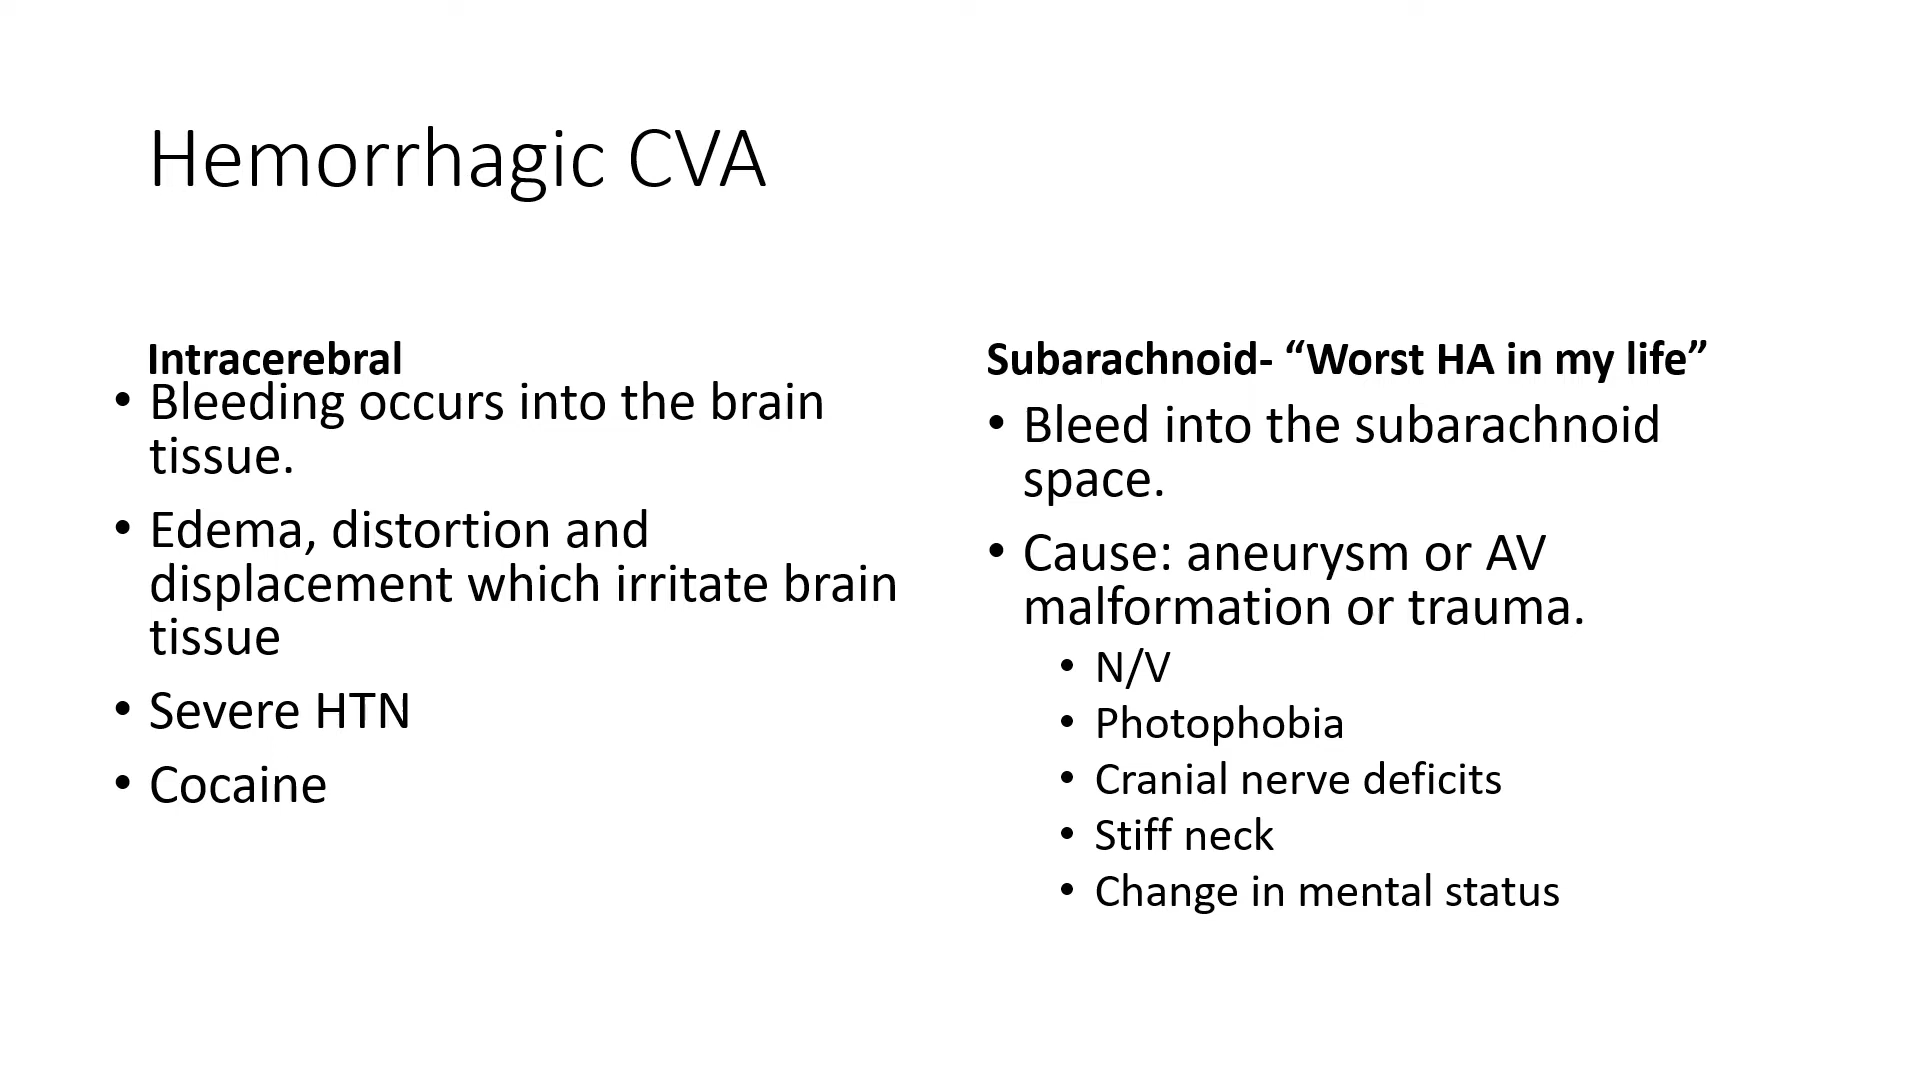 Hemorrhagic CVA
Intracerebral
• Bleeding occurs into the brain
tissue.
• Edema, distortion and
displacement which irritate brain
tissue
• Severe HTN
• Cocaine
Subarachnoid- “Worst HA in my life”
• Bleed into the subarachnoid
space.
• Cause: aneurysm or AV
malformation or trauma.
• N/V
• Photophobia
• Cranial nerve deficits
• Stiff neck
• Change in mental status